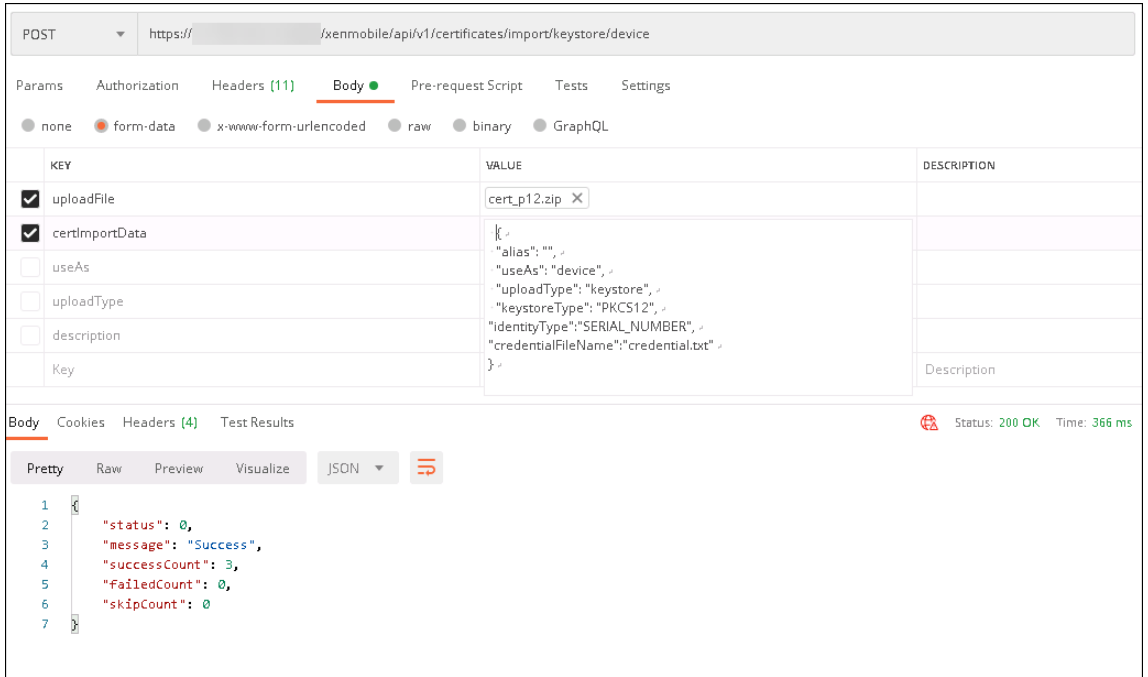 POST https:// /xenmobile/api/v1/certificates/import/keystore/device
Params Authorization Headers (11) Body Pre-request Script Tests Settings
none form-data x-www-form-urlencoded raw binary GraphQL
KEY VALUE DESCRIPTION
uploadFile cert_p12.zip
certImportData
{
"alias": "",
"useAs": "device",
"uploadType": "keystore",
"keystoreType": "PKCS12",
"identityType":"SERIAL_NUMBER",
"credentialFileName":"credential.txt"
}
useAs
uploadType
description
Key Description
Body Cookies Headers (4) Test Results Status: 200 OK Time: 366 ms
Pretty Raw Preview Visualize JSON
1 {
2 "status": 0,
3 "message": "Success",
4 "successCount": 3,
5 "failedCount": 0,
6 "skipCount": 0
7 }